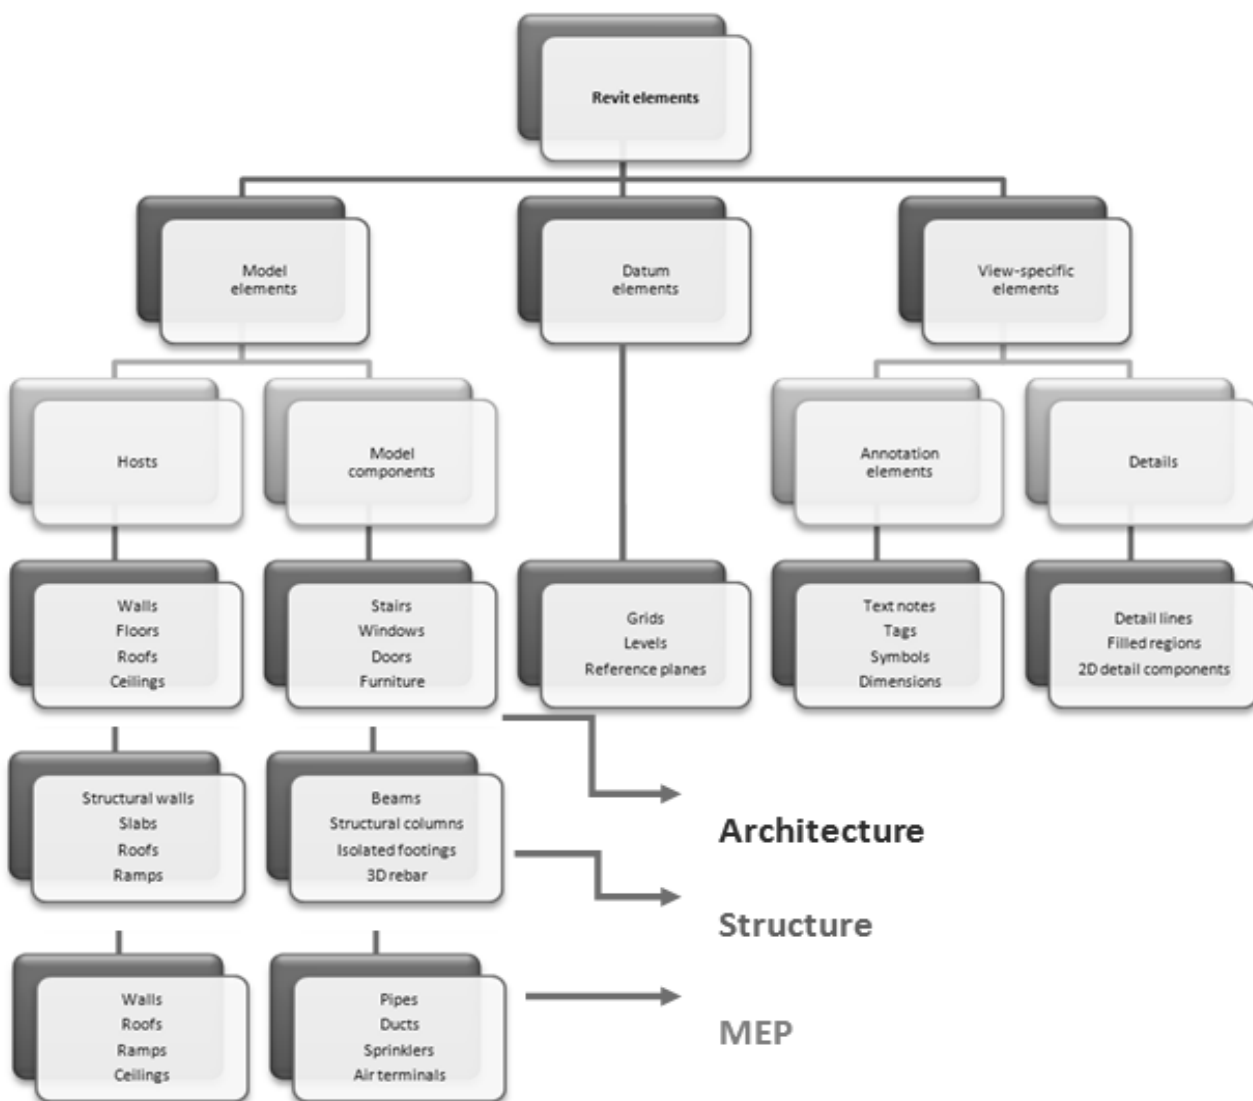 Revit elements
Model
elements
Datum
elements
View-specific
elements
Hosts
Model
components
Annotation
elements
Details
Walls
Floors
Roofs
Ceilings
Stairs
Windows
Doors
Furniture
Grids
Levels
Reference planes
Text notes
Tags
Symbols
Dimensions
Detail lines
Filled regions
2D detail components
Structural walls
Slabs
Roofs
Ramps
Beams
Structural columns
Isolated footings
3D rebar
Architecture
Structure
Walls
Roofs
Ramps
Ceilings
Pipes
Ducts
Sprinklers
Air terminals
MEP